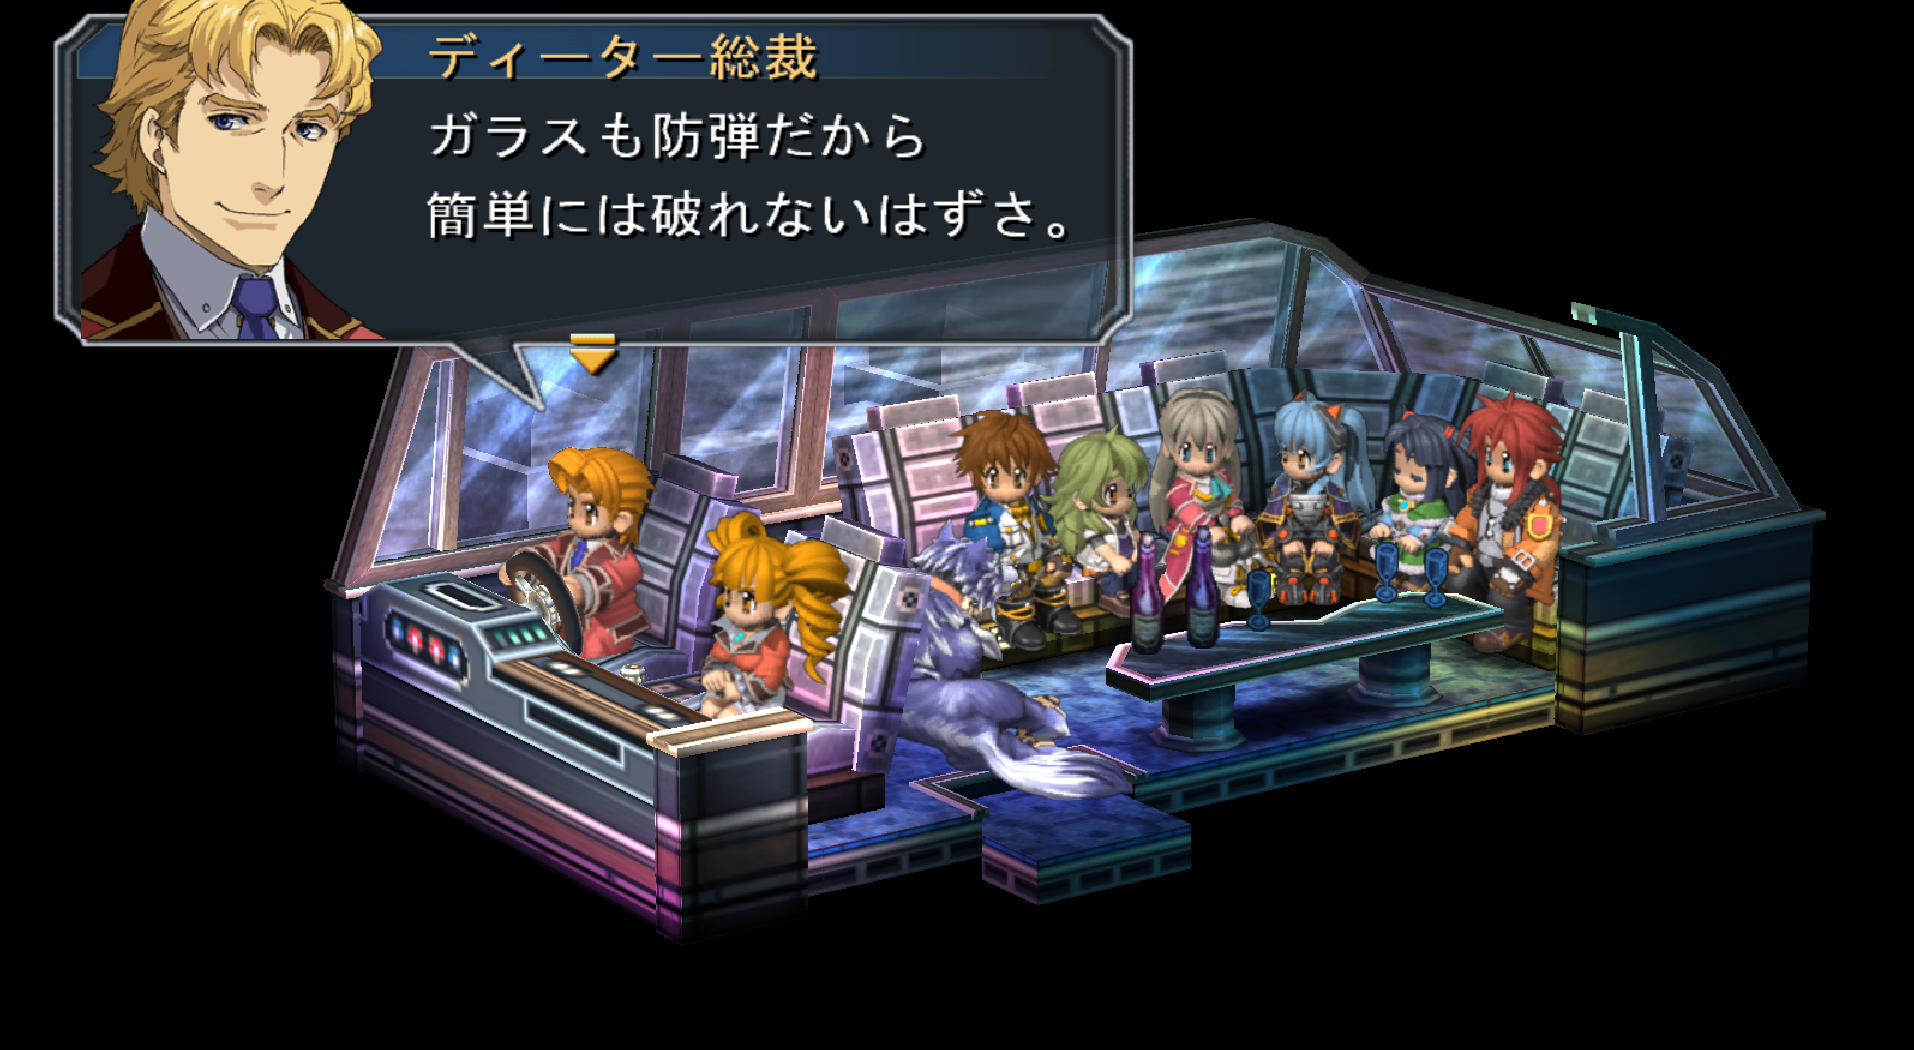 ディーター総裁
ガラスも防弾だから
簡単には破れないはずさ。